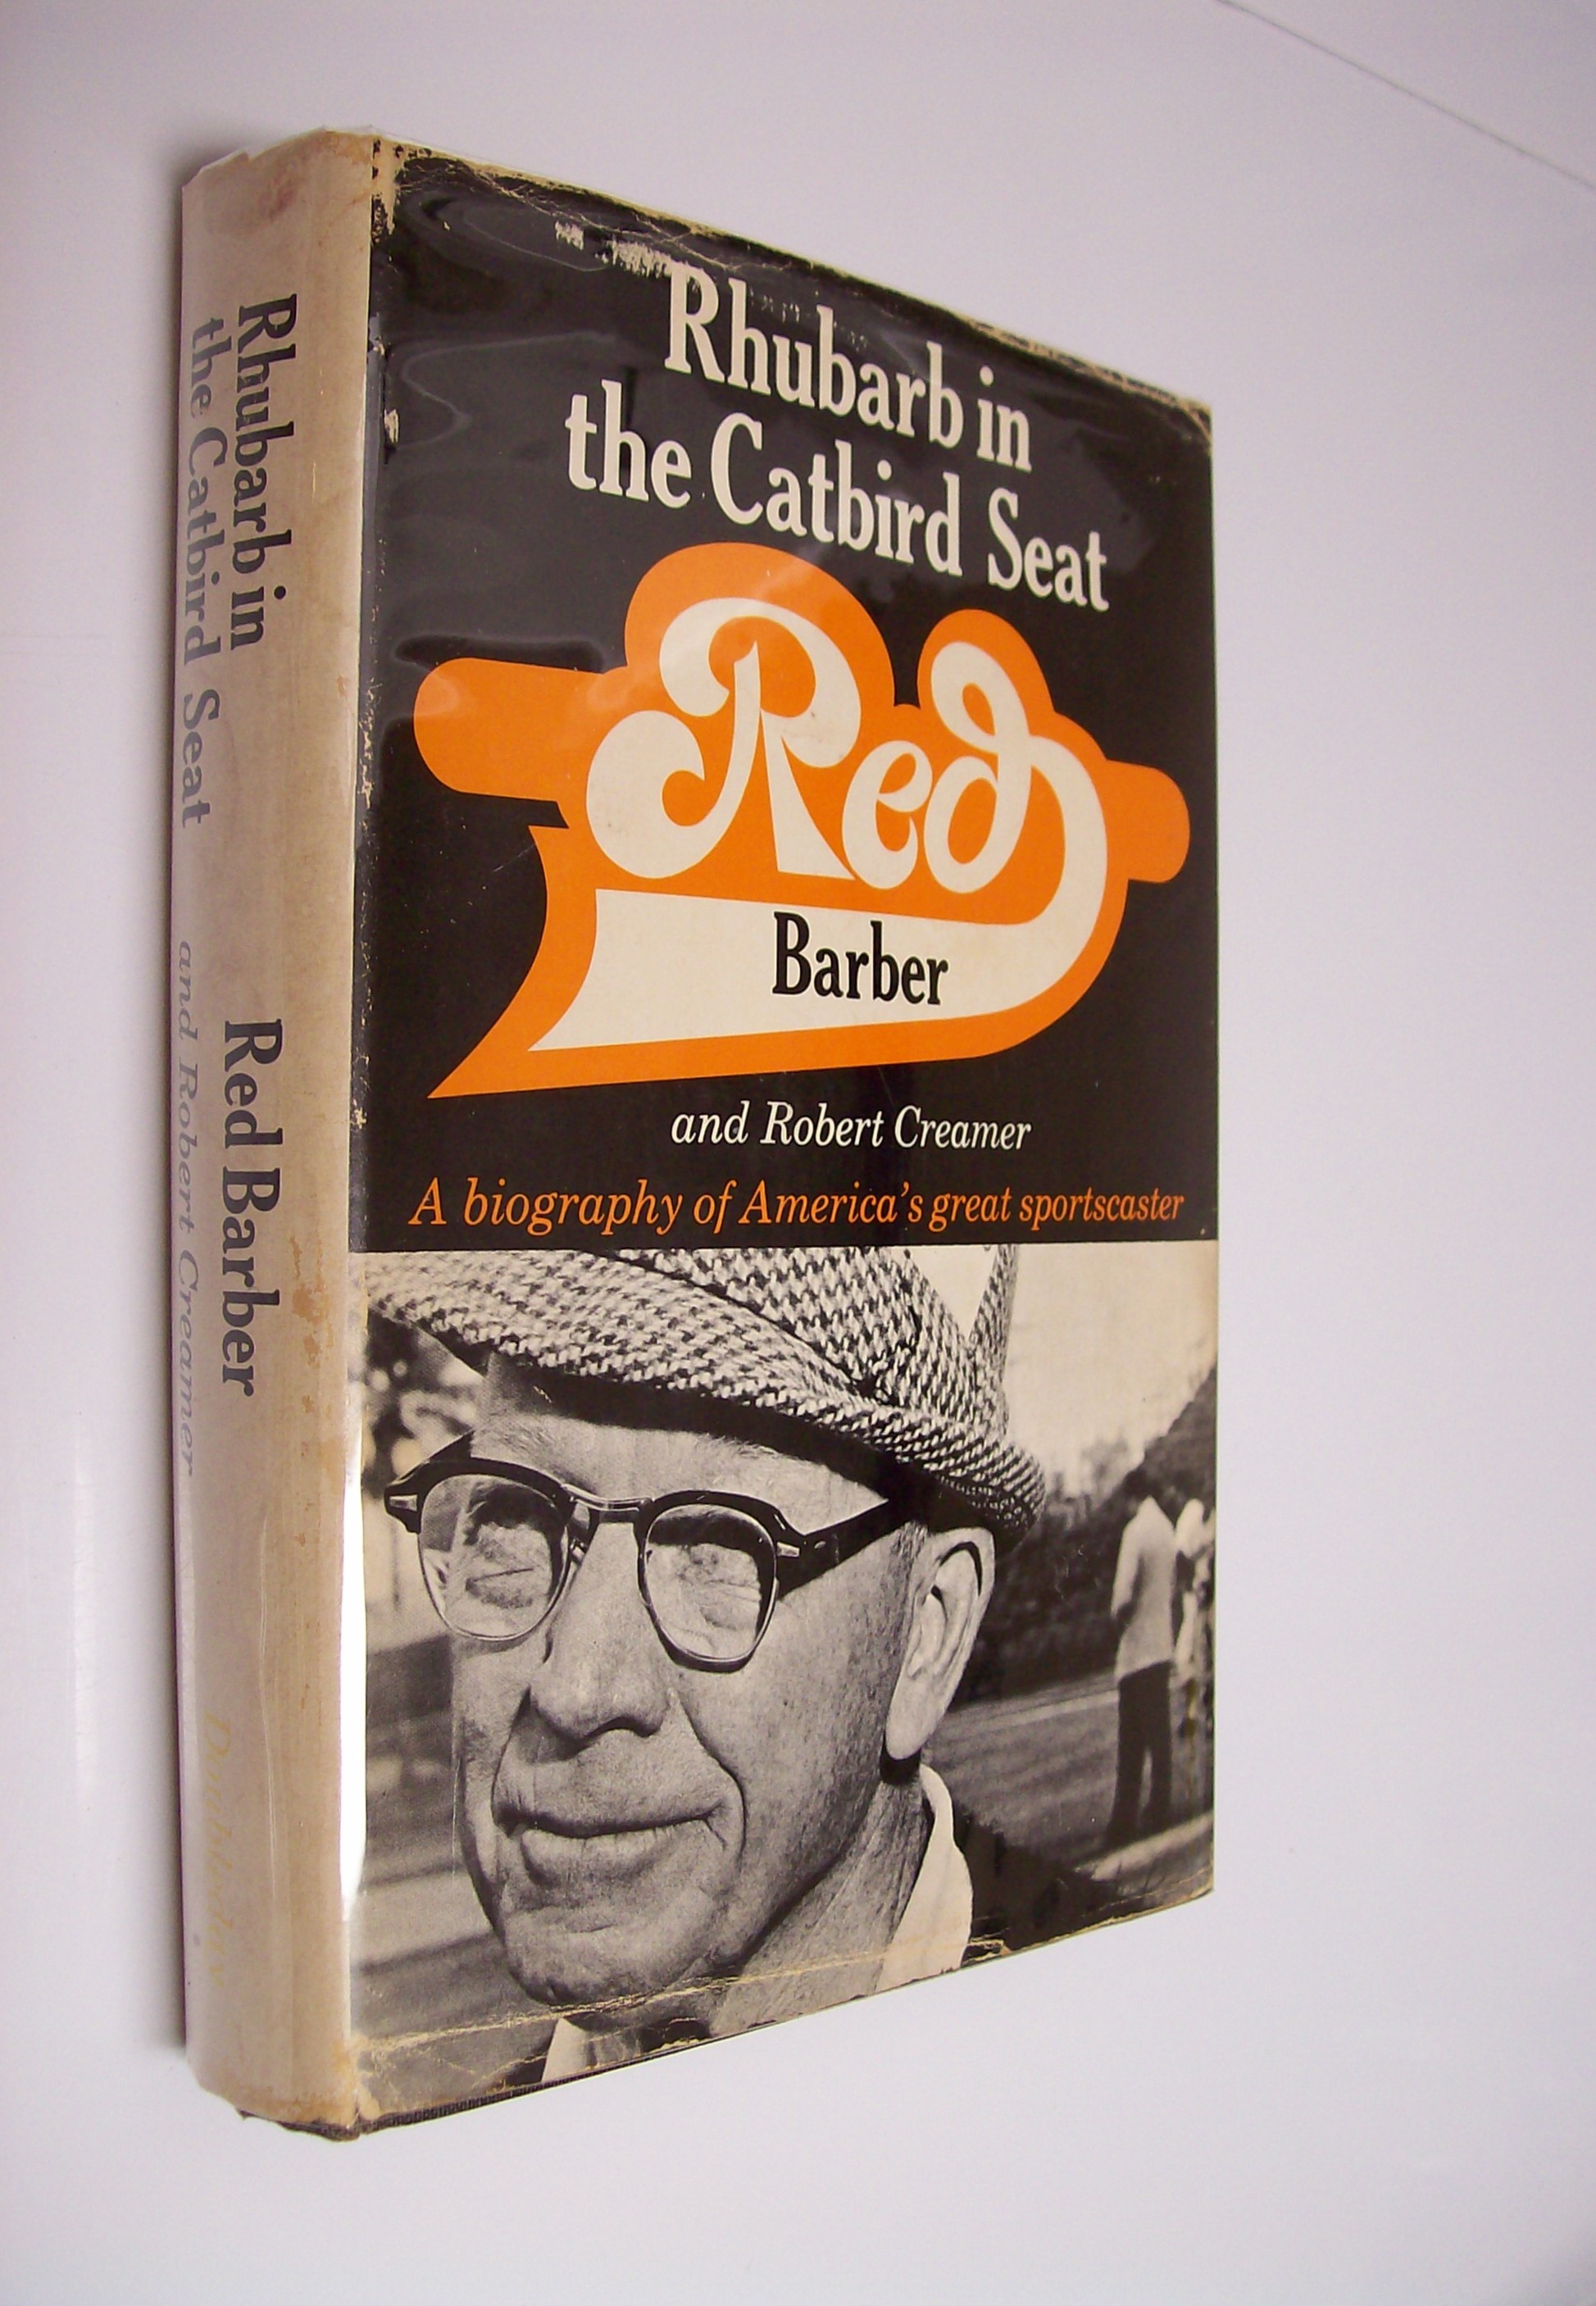 Rhubarb in
the Catbird Seat
Red
Barber
and Robert Creamer
A biography of America's great sportscaster
Rhubarb in
the Catbird Seat
Red Barber
and Robert Creamer
Doubleday